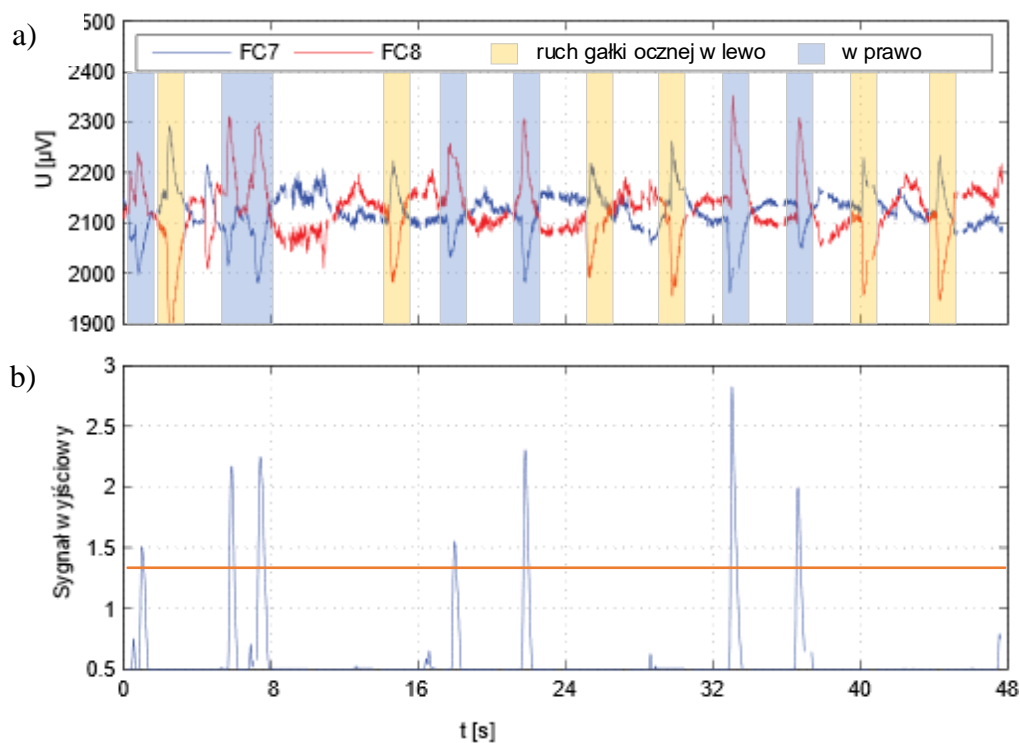 a)
500
FC7 FC8 ruch gałki ocznej w lewo w prawo
2400
2300
2200
2100
2000
1900
U [µV]
b)
3
2.5
2
1.5
1
0.5
Sygnał wyjściowy
0 8 16 24 32 40 48
t [s]